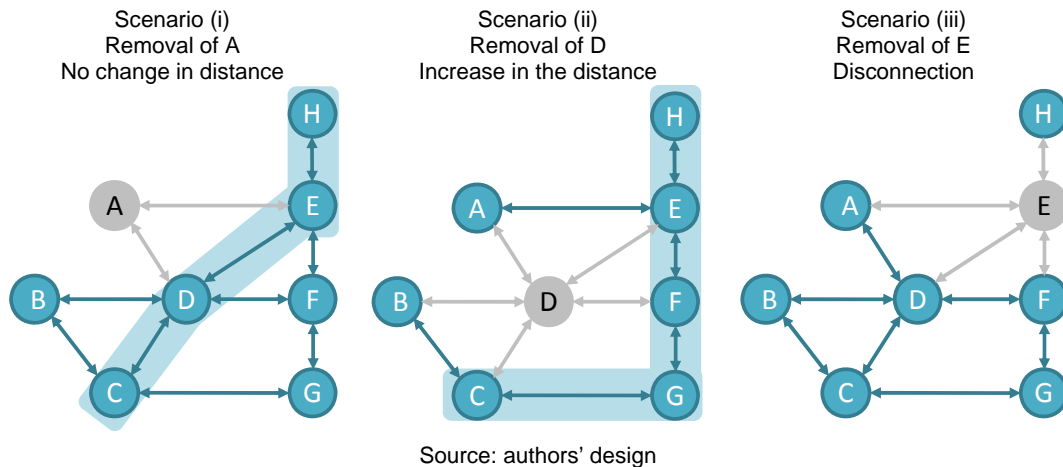 Scenario (i)
Removal of A
No change in distance
H
A
E
B
D
F
C
G
Scenario (ii)
Removal of D
Increase in the distance
H
A
E
B
D
F
C
G
Scenario (iii)
Removal of E
Disconnection
H
A
E
B
D
F
C
G
Source: authors’ design